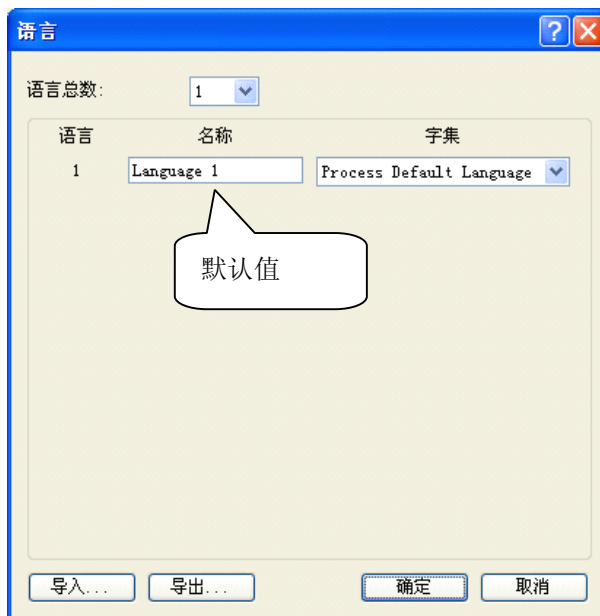 语言
语言总数: 1
语言 名称 字集
1 Language 1 Process Default Language
默认值
导入... 导出... 确定 取消